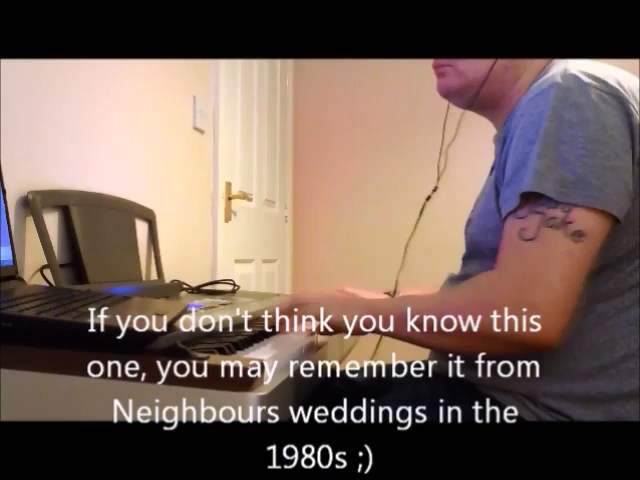 If you don't think you know this
one, you may remember it from
Neighbours weddings in the
1980s ;)